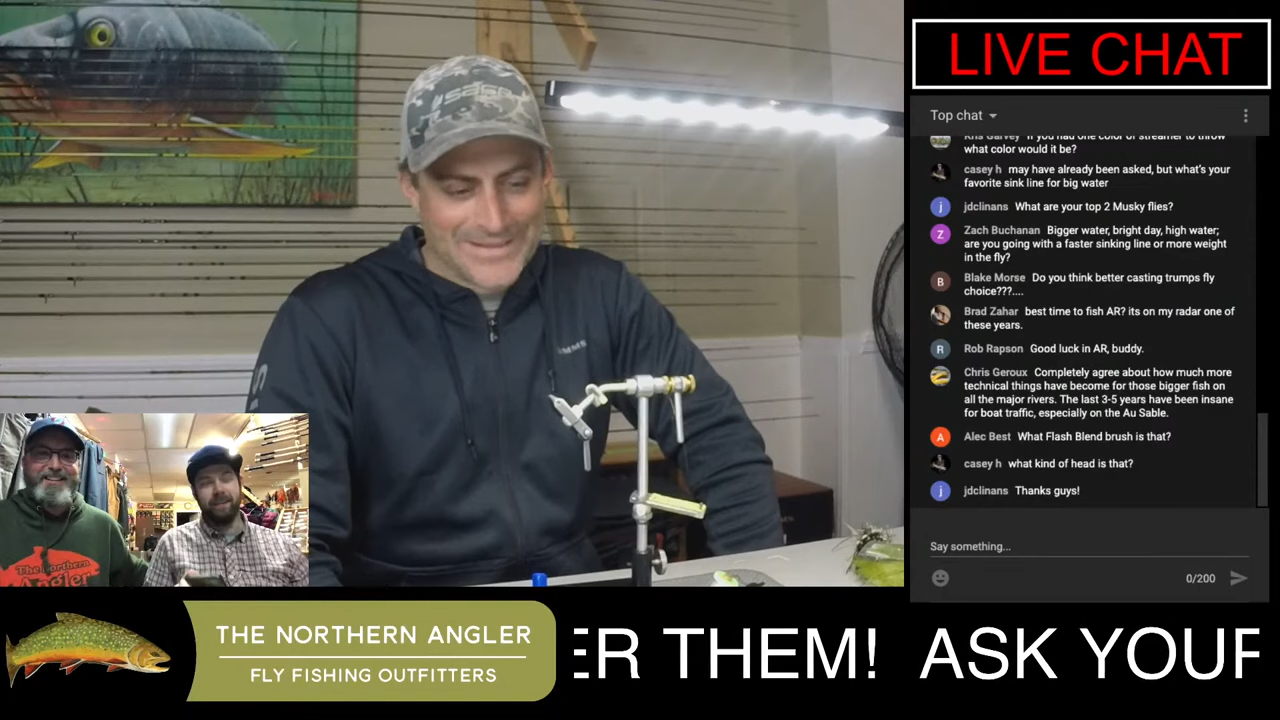 LIVE CHAT
Top chat
Kris Garvey If you had one color of streamer to throw
what color would it be?
casey h may have already been asked, but what's your
favorite sink line for big water
jdclinans What are your top 2 Musky flies?
Zach Buchanan Bigger water, bright day, high water;
are you going with a faster sinking line or more weight
in the fly?
Blake Morse Do you think better casting trumps fly
choice???....
Brad Zahar best time to fish AR? its on my radar one of
these years.
Rob Rapson Good luck in AR, buddy.
Chris Geroux Completely agree about how much more
technical things have become for those bigger fish on
all the major rivers. The last 3-5 years have been insane
for boat traffic, especially on the Au Sable.
Alec Best What Flash Blend brush is that?
casey h what kind of head is that?
jdclinans Thanks guys!
Say something...
0/200
j
Z
B
R
A
j
sage
SIMMS
The Northern
Angler
THE NORTHERN ANGLER
FLY FISHING OUTFITTERS
ER THEM! ASK YOUR